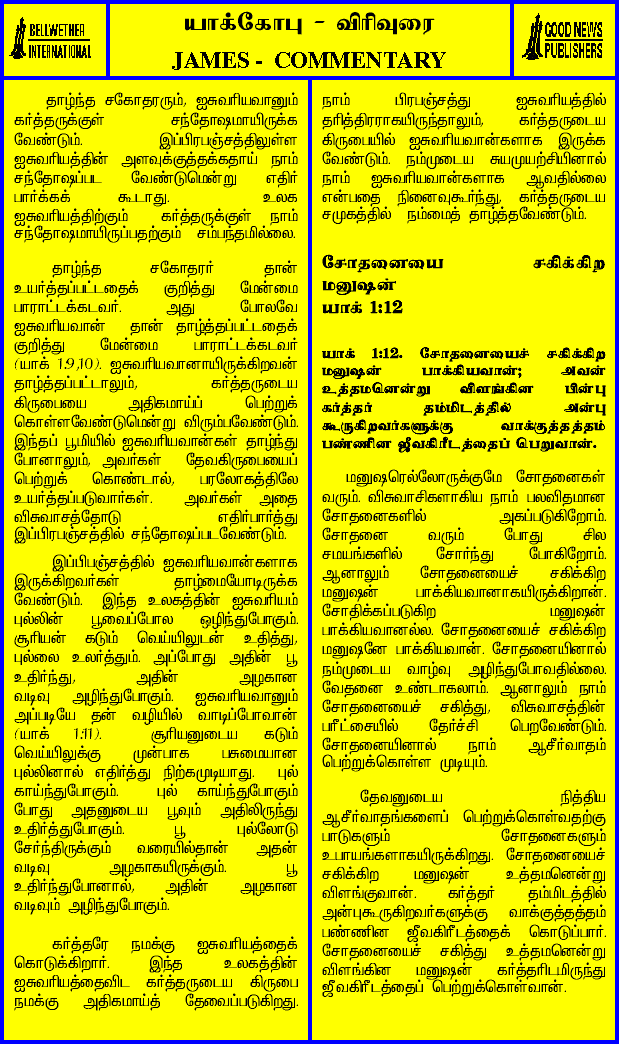 BELLWETHER
INTERNATIONAL
யாக்கோபு - விரிவுரை
JAMES - COMMENTARY
GOOD NEWS
PUBLISHERS
தாழ்ந்த சகோதரரும், ஐசுவரியவானும்
கர்த்தருக்குள் சந்தோஷமாயிருக்க
வேண்டும். இப்பிரபஞ்சத்திலுள்ள
ஐசுவரியத்தின் அளவுக்குத்தக்கதாய் நாம்
சந்தோஷப்பட வேண்டுமென்று எதிர்
பார்க்கக் கூடாது. உலக
ஐசுவரியத்திற்கும் கர்த்தருக்குள் நாம்
சந்தோஷமாயிருப்பதற்கும் சம்பந்தமில்லை.
தாழ்ந்த சகோதரர் தான்
உயர்த்தப்பட்டதைக் குறித்து மேன்மை
பாராட்டக்கடவர். அது போலவே
ஐசுவரியவான் தான் தாழ்த்தப்பட்டதைக்
குறித்து மேன்மை பாராட்டக்கடவர்
(யாக் 1:9,10). ஐசுவரியவானாயிருக்கிறவன்
தாழ்த்தப்பட்டாலும், கர்த்தருடைய
கிருபையை அதிகமாய்ப் பெற்றுக்
கொள்ளவேண்டுமென்று விரும்பவேண்டும்.
இந்தப் பூமியில் ஐசுவரியவான்கள் தாழ்ந்து
போனாலும், அவர்கள் தேவகிருபையைப்
பெற்றுக் கொண்டால், பரலோகத்திலே
உயர்த்தப்படுவார்கள். அவர்கள் அதை
விசுவாசத்தோடு எதிர்பார்த்து
இப்பிரபஞ்சத்தில் சந்தோஷப்படவேண்டும்.
இப்பிபஞ்சத்தில் ஐசுவரியவான்களாக
இருக்கிறவர்கள் தாழ்மையோடிருக்க
வேண்டும். இந்த உலகத்தின் ஐசுவரியம்
புல்லின் பூவைப்போல ஒழிந்துபோகும்.
சூரியன் கடும் வெய்யிலுடன் உதித்து,
புல்லை உலர்த்தும். அப்போது அதின் பூ
உதிர்ந்து, அதின் அழகான
வடிவு அழிந்துபோகும். ஐசுவரியவானும்
அப்படியே தன் வழியில் வாடிப்போவான்
(யாக் 1:11). சூரியனுடைய கடும்
வெய்யிலுக்கு முன்பாக பசுமையான
புல்லினால் எதிர்த்து நிற்கமுடியாது. புல்
காய்ந்துபோகும். புல் காய்ந்துபோகும்
போது அதனுடைய பூவும் அதிலிருந்து
உதிர்த்துபோகும். பூ புல்லோடு
சேர்ந்திருக்கும் வரையில்தான் அதன்
வடிவு அழகாகயிருக்கும். பூ
உதிர்ந்துபோனால், அதின் அழகான
வடிவும் அழிந்துபோகும்.
கர்த்தரே நமக்கு ஐசுவரியத்தைக்
கொடுக்கிறார். இந்த உலகத்தின்
ஐசுவரியத்தைவிட கர்த்தருடைய கிருபை
நமக்கு அதிகமாய்த் தேவைப்படுகிறது.
நாம் பிரபஞ்சத்து ஐசுவரியத்தில்
தரித்திரராகயிருந்தாலும், கர்த்தருடைய
கிருபையில் ஐசுவரியவான்களாக இருக்க
வேண்டும். நம்முடைய சுயமுயற்சியினால்
நாம் ஐசுவரியவான்களாக ஆவதில்லை
என்பதை நினைவுகூர்ந்து, கர்த்தருடைய
சமுகத்தில் நம்மைத் தாழ்த்தவேண்டும்.
சோதனையை சகிக்கிற
மனுஷன்
யாக் 1:12
யாக் 1:12. சோதனையைச் சகிக்கிற
மனுஷன் பாக்கியவான்; அவன்
உத்தமனென்று விளங்கின பின்பு
கர்த்தர் தம்மிடத்தில் அன்பு
கூருகிறவர்களுக்கு வாக்குத்தத்தம்
பண்ணின ஜீவகிரீடத்தைப் பெறுவான்.
மனுஷரெல்லோருக்குமே சோதனைகள்
வரும். விசுவாசிகளாகிய நாம் பலவிதமான
சோதனைகளில் அகப்படுகிறோம்.
சோதனை வரும் போது சில
சமயங்களில் சோர்ந்து போகிறோம்.
ஆனாலும் சோதனையைச் சகிக்கிற
மனுஷன் பாக்கியவானாகயிருக்கிறான்.
சோதிக்கப்படுகிற மனுஷன்
பாக்கியவானல்ல. சோதனையைச் சகிக்கிற
மனுஷனே பாக்கியவான். சோதனையினால்
நம்முடைய வாழ்வு அழிந்துபோவதில்லை.
வேதனை உண்டாகலாம். ஆனாலும் நாம்
சோதனையைச் சகித்து, விசுவாசத்தின்
பரீட்சையில் தேர்ச்சி பெறவேண்டும்.
சோதனையினால் நாம் ஆசீர்வாதம்
பெற்றுக்கொள்ள முடியும்.
தேவனுடைய நித்திய
ஆசீர்வாதங்களைப் பெற்றுக்கொள்வதற்கு
பாடுகளும் சோதனைகளும்
உபாயங்களாகயிருக்கிறது. சோதனையைச்
சகிக்கிற மனுஷன் உத்தமனென்று
விளங்குவான். கர்த்தர் தம்மிடத்தில்
அன்புகூருகிறவர்களுக்கு வாக்குத்தத்தம்
பண்ணின ஜீவகிரீடத்தைக் கொடுப்பார்.
சோதனையைச் சகித்து உத்தமனென்று
விளங்கின மனுஷன் கர்த்தரிடமிருந்து
ஜீவகிரீடத்தைப் பெற்றுக்கொள்வான்.